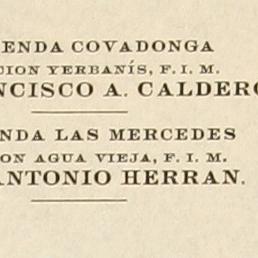 ENDA COVADONGA
CION YERBANÍS, F. I. M.
NCISCO A. CALDERO
NDA LAS MERCEDES
ON AGUA VIEJA, F. I. M.
ANTONIO HERRAN.